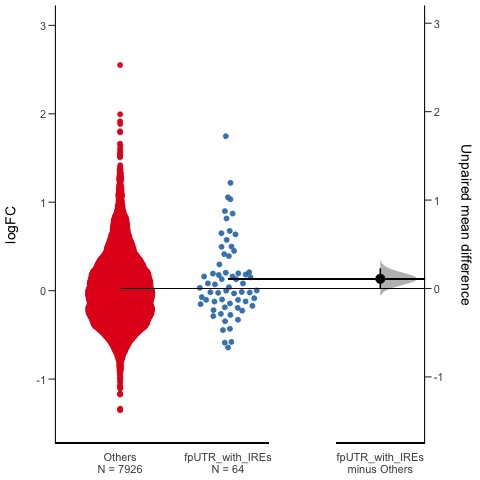 3
2
1
0
-1
logFC
3
2
1
0
-1
Unpaired mean difference
Others
N = 7926
fpUTR_with_IREs
N = 64
fpUTR_with_IREs
minus Others